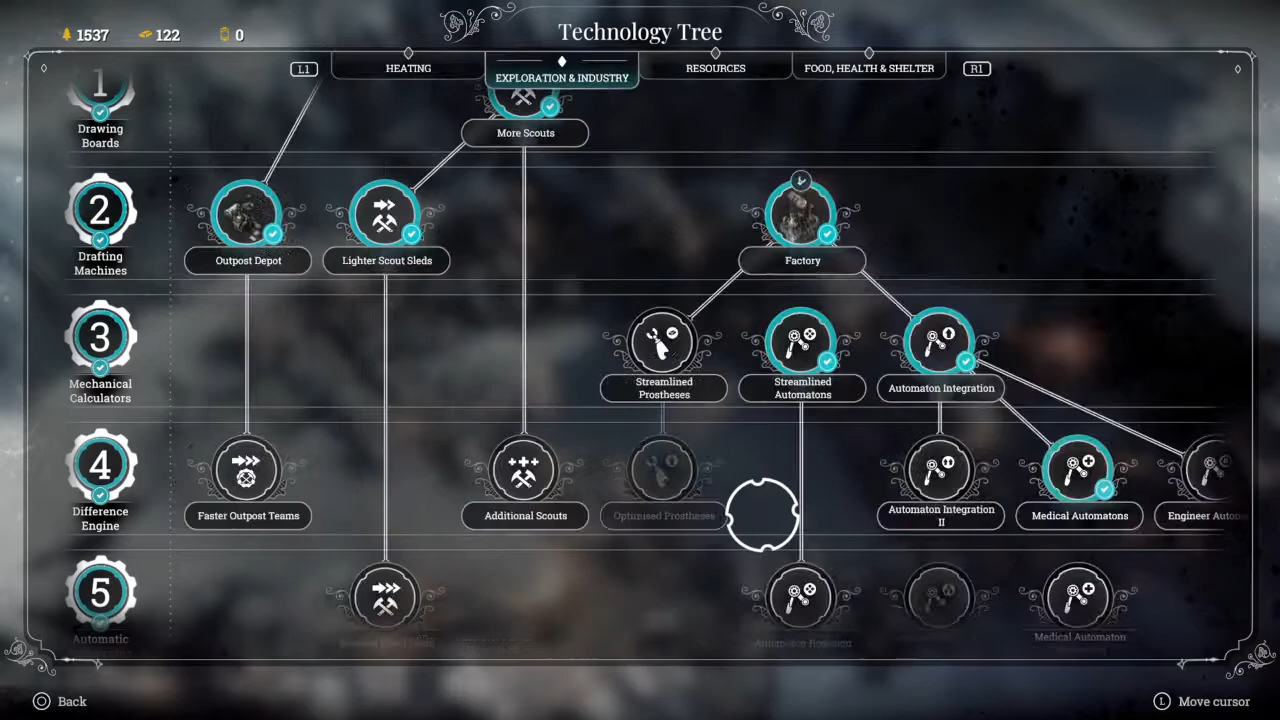 1537 122 0
Technology Tree
L1 HEATING EXPLORATION & INDUSTRY RESOURCES FOOD, HEALTH & SHELTER R1
1
Drawing
Boards
More Scouts
2
Drafting
Machines
Outpost Depot
Lighter Scout Sleds
Factory
3
Mechanical
Calculators
Streamlined
Prostheses
Streamlined
Automatons
Automaton Integration
4
Difference
Engine
Faster Outpost Teams
Additional Scouts
Optimised Prostheses
Automaton Integration
II
Medical Automatons
Engineer
5
Automatic
Medical Automaton
Back
L Move cursor